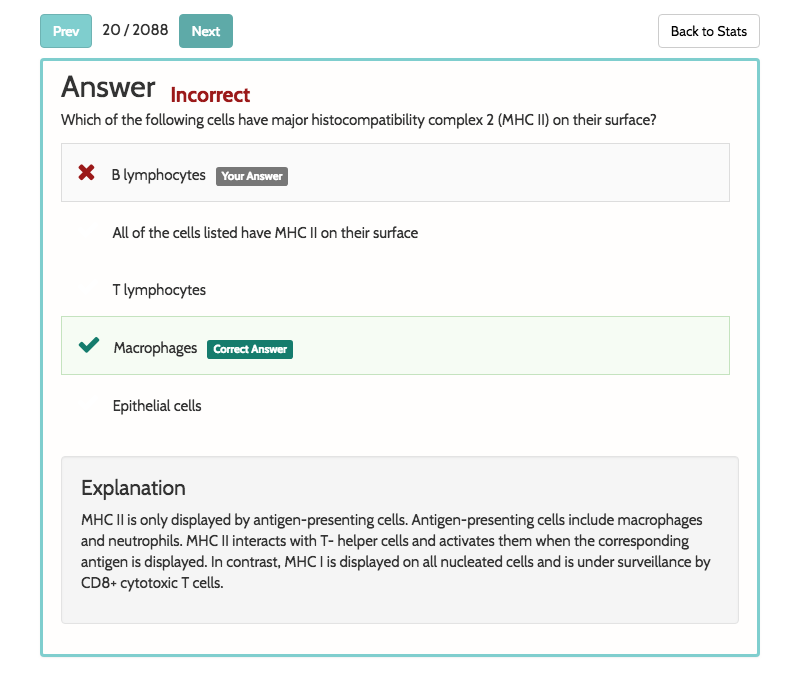 Prev 20 / 2088 Next Back to Stats
Answer Incorrect
Which of the following cells have major histocompatibility complex 2 (MHC II) on their surface?
B lymphocytes Your Answer
All of the cells listed have MHC II on their surface
T lymphocytes
Macrophages Correct Answer
Epithelial cells
Explanation
MHC II is only displayed by antigen-presenting cells. Antigen-presenting cells include macrophages
and neutrophils. MHC II interacts with T- helper cells and activates them when the corresponding
antigen is displayed. In contrast, MHC I is displayed on all nucleated cells and is under surveillance by
CD8+ cytotoxic T cells.